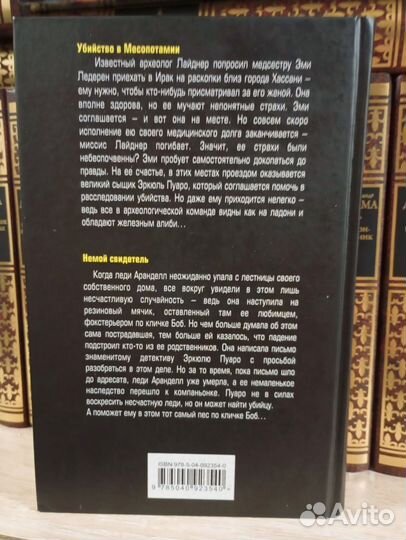 Убийство в Месопотамии
Известный археолог Лайднер попросил медсестру Эми
Ледерен приехать в Ирак на раскопки близ города Хассани –
ему нужно, чтобы кто-нибудь присматривал за его женой. Она
вполне здорова, но ее мучают непонятные страхи. Эми
соглашается – и вот она на месте. Но совсем скоро
исполнение ею своего медицинского долга заканчивается –
миссис Лайднер погибает. Значит, ее страхи были
небеспочвенны? Эми пробует самостоятельно докопаться до
правды. На ее счастье, в этих местах проездом оказывается
великий сыщик Эркюль Пуаро, который соглашается помочь в
расследовании убийства. Но даже ему приходится нелегко –
ведь все в археологической команде видны как на ладони и
обладают железным алиби...
Немой свидетель
Когда леди Аранделл неожиданно упала с лестницы своего
собственного дома, все вокруг увидели в этом лишь
несчастливую случайность – ведь она наступила на
резиновый мячик, оставленный там ее любимцем,
фокстерьером по кличке Боб. Но чем больше думала об этом
сама пострадавшая, тем больше ей казалось, что падение
подстроил кто-то из ее родственников. Она написала письмо
знаменитому детективу Эркюлю Пуаро с просьбой
разобраться в этом деле. Но за то время, пока письмо шло
до адресата, леди Аранделл уже умерла, а ее немаленькое
наследство перешло к компаньонке. Пуаро не в силах
воскресить несчастную леди, но он может найти убийцу.
А поможет ему в этом тот самый пес по кличке Боб...
ISBN 978-5-04-092354-0
9 785040 923540 >
Avito